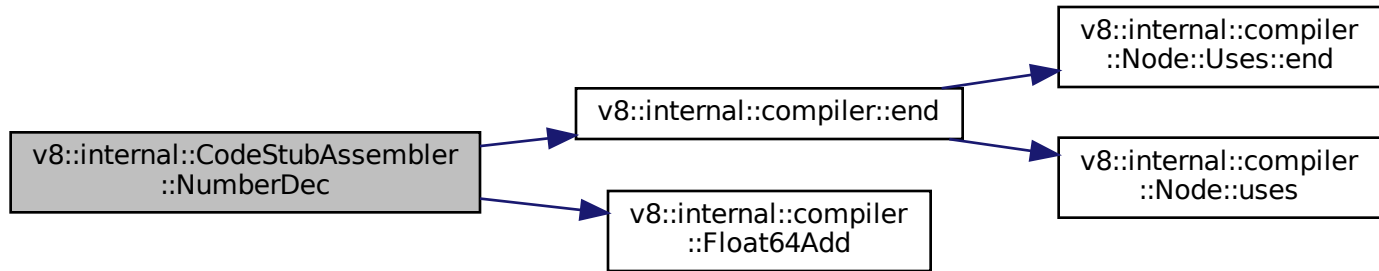 v8::internal::CodeStubAssembler
::NumberDec
v8::internal::compiler::end
v8::internal::compiler
::Node::Uses::end
v8::internal::compiler
::Node::uses
v8::internal::compiler
::Float64Add